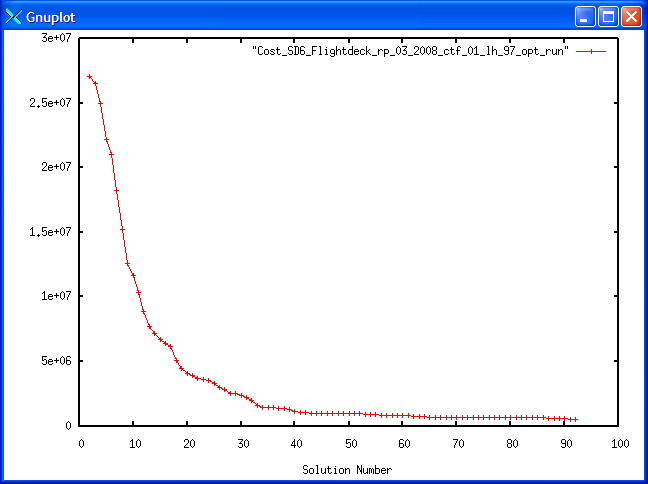 Gnuplot
3e+07
"Cost_SD6_Flightdeck_rp_03_2008_ctf_01_lh_97_opt_run"
2.5e+07
2e+07
1.5e+07
1e+07
5e+06
0
0 10 20 30 40 50 60 70 80 90 100
Solution Number